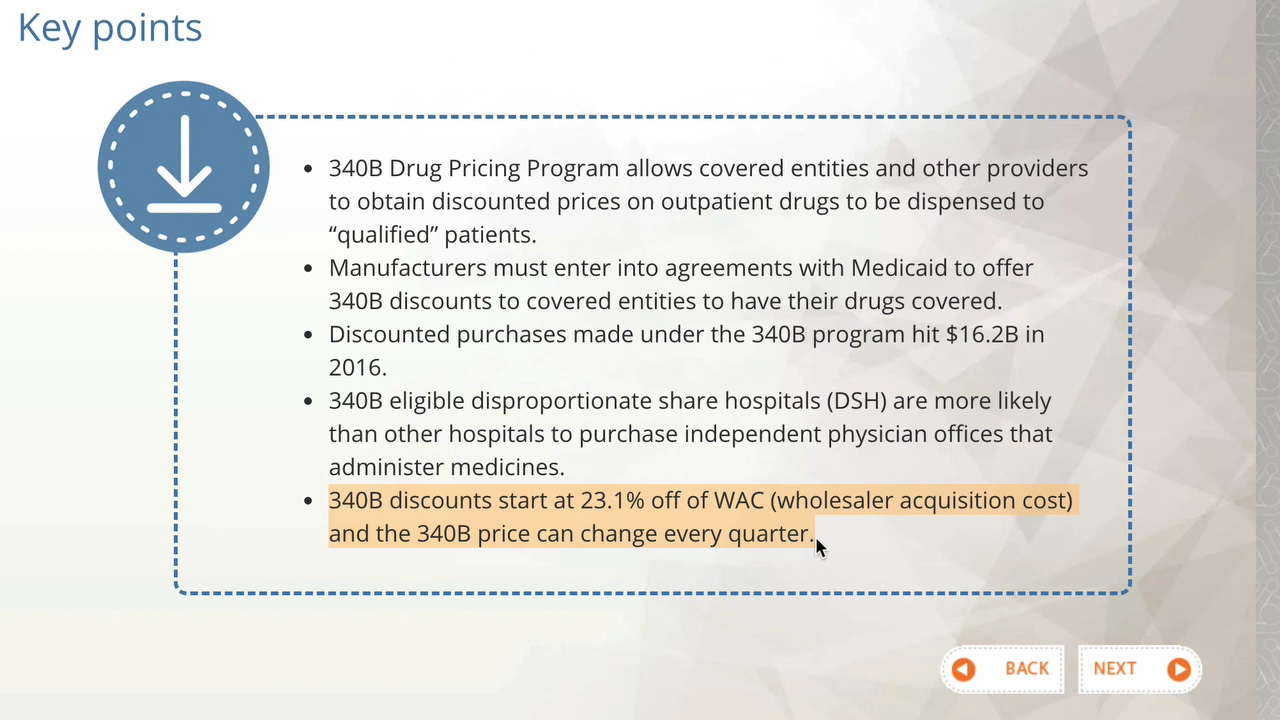 Key points
• 340B Drug Pricing Program allows covered entities and other providers
to obtain discounted prices on outpatient drugs to be dispensed to
“qualified” patients.
• Manufacturers must enter into agreements with Medicaid to offer
340B discounts to covered entities to have their drugs covered.
• Discounted purchases made under the 340B program hit $16.2B in
2016.
• 340B eligible disproportionate share hospitals (DSH) are more likely
than other hospitals to purchase independent physician offices that
administer medicines.
• 340B discounts start at 23.1% off of WAC (wholesaler acquisition cost)
and the 340B price can change every quarter.
BACK
NEXT